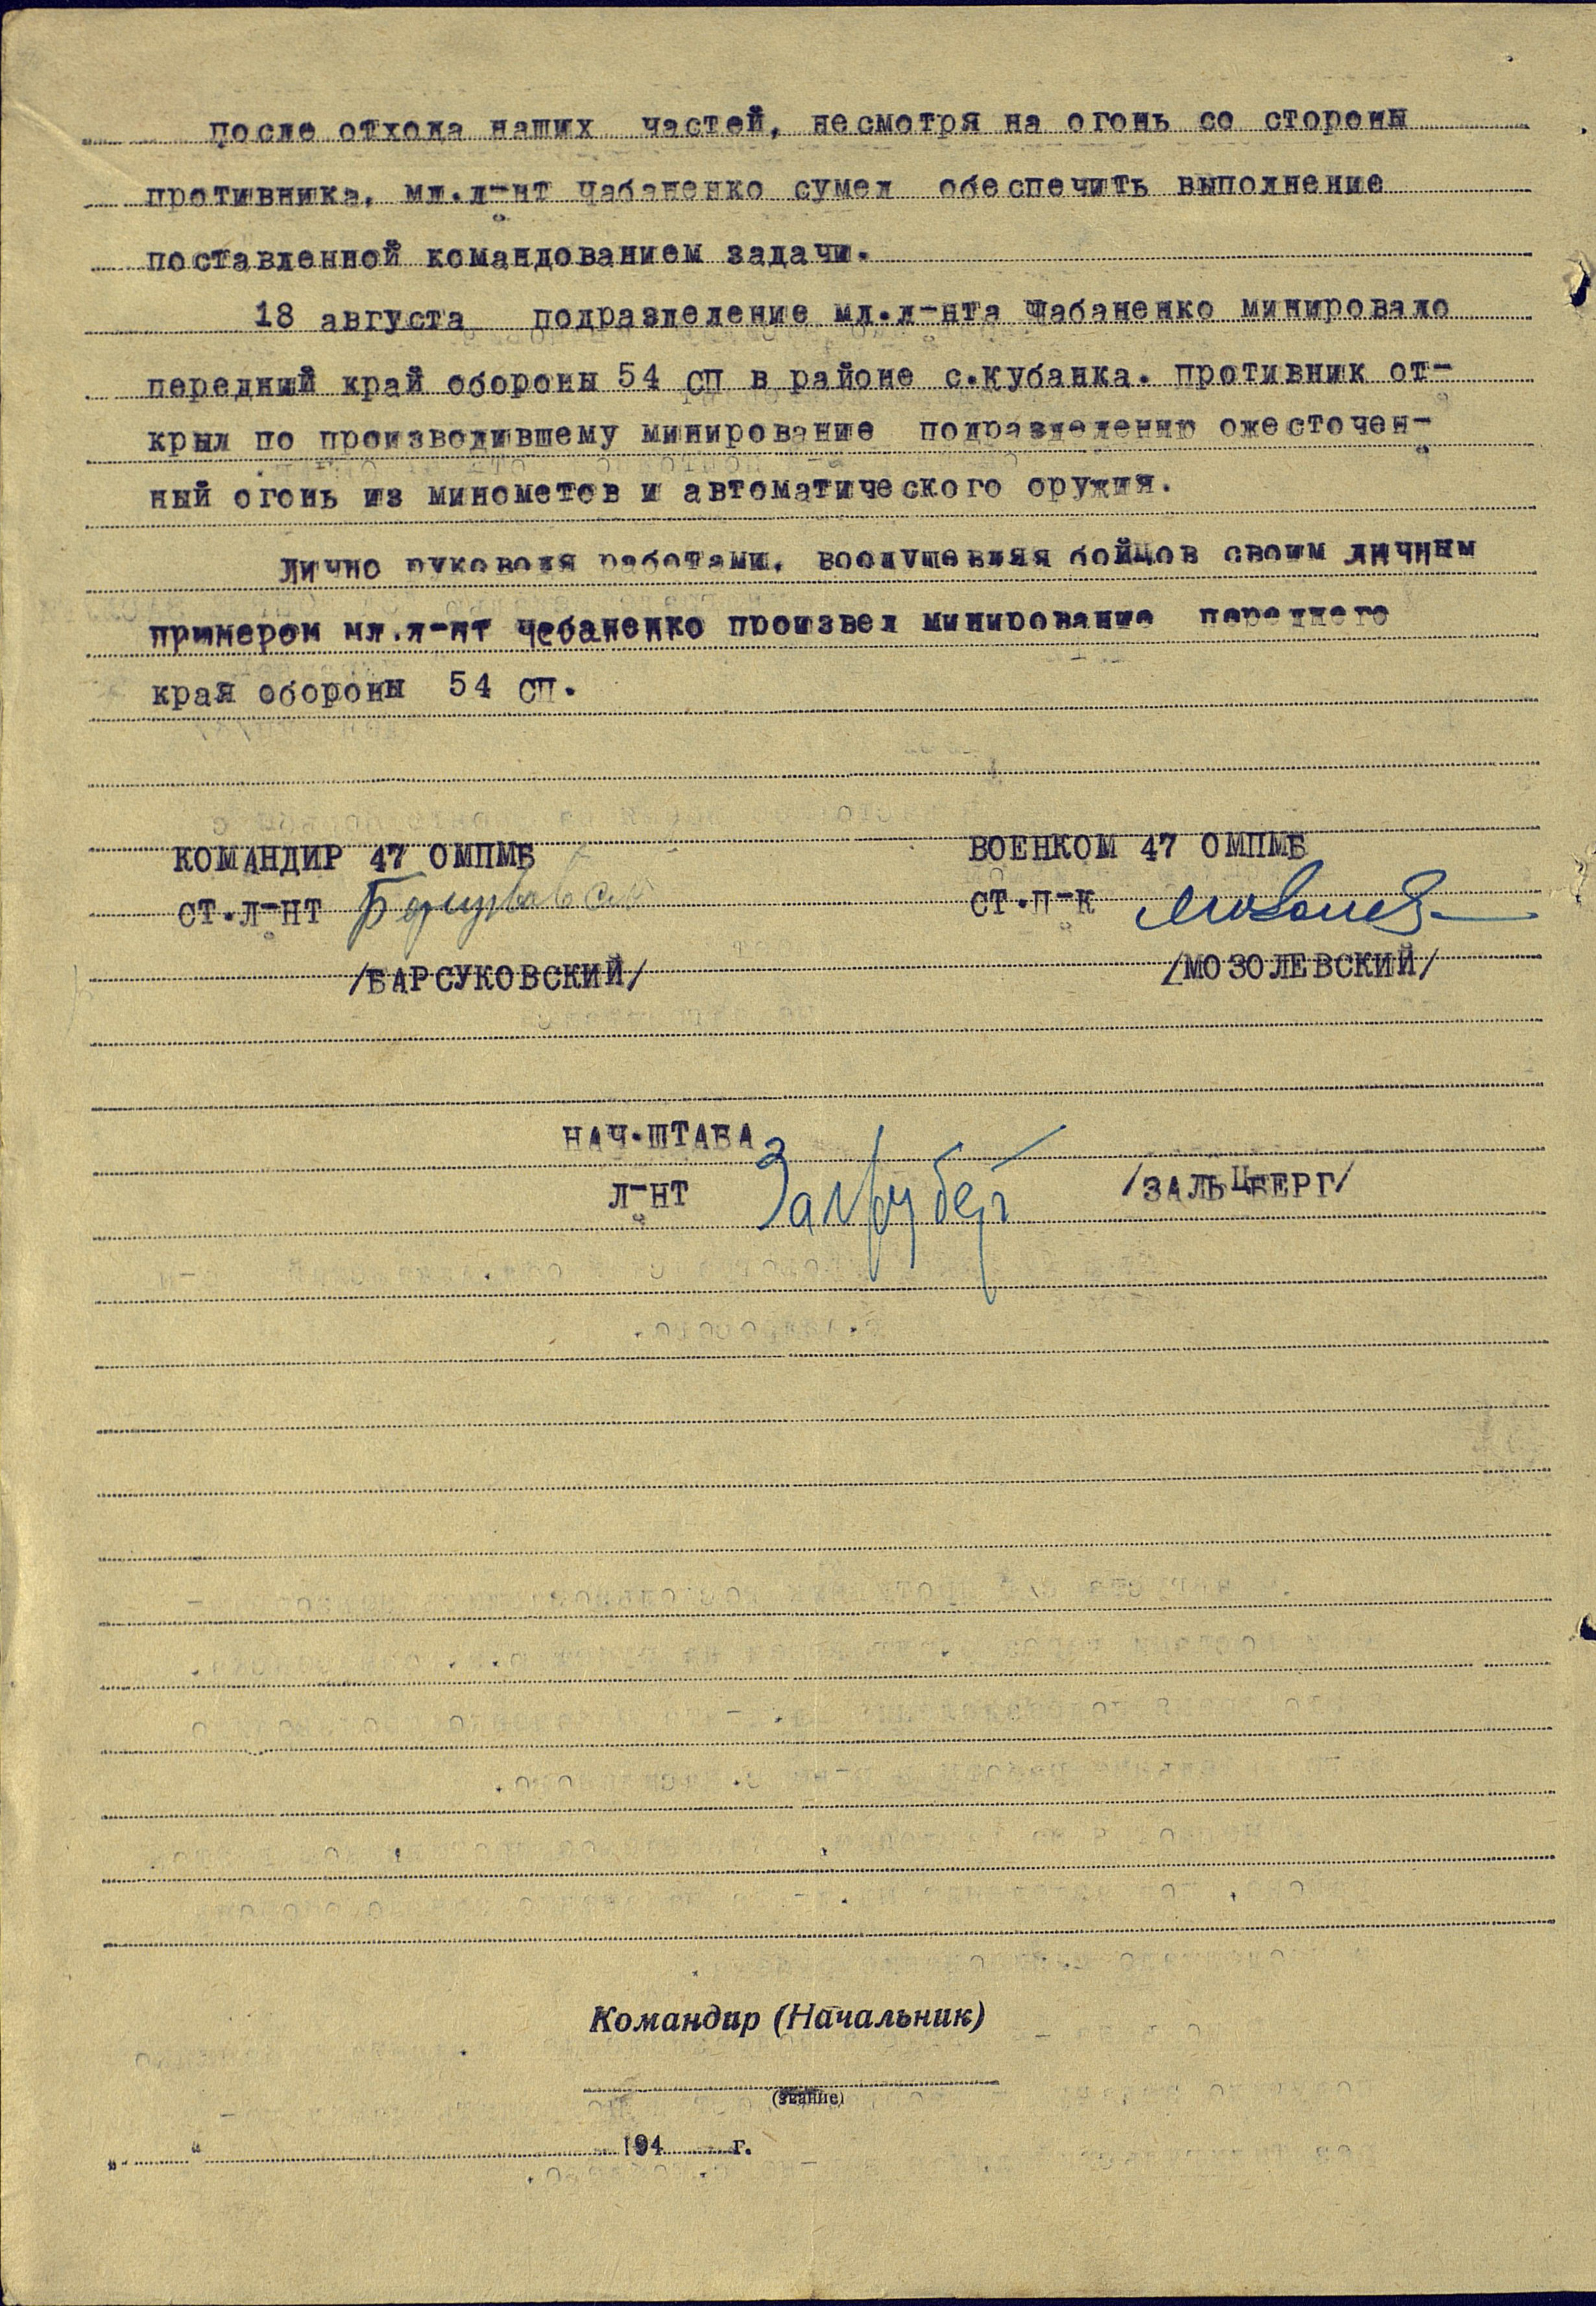 после отхода наших частей, несмотря на огонь со стороны
противника, мл.л-нт Чабаненко сумел обеспечить выполнение
поставленной командованием задачи.
18 августа подразделение мл.л-нта Чабаненко минировало
передний край обороны 54 СП в районе с.Кубанка. противник от-
крыл по производившему минирование подразделению ожесточен-
ный огонь из минометов и автоматического оружия.
Лично руководя работами, воодушевляя бойцов своим личным
примером мл.л-нт Чебаненко произвел минирование переднего
края обороны 54 СП.
КОМАНДИР 47 ОМПМБ
ВОЕНКОМ 47 ОМПМБ
СТ.Л-НТ
СТ.П-К
/БАРСУКОВСКИЙ/
/МОЗОЛЕВСКИЙ/
НАЧ.ШТАБА
Л-НТ
/ЗАЛЬЦБЕРГ/
Командир (Начальник)
(звание)
„ “ 194 г.